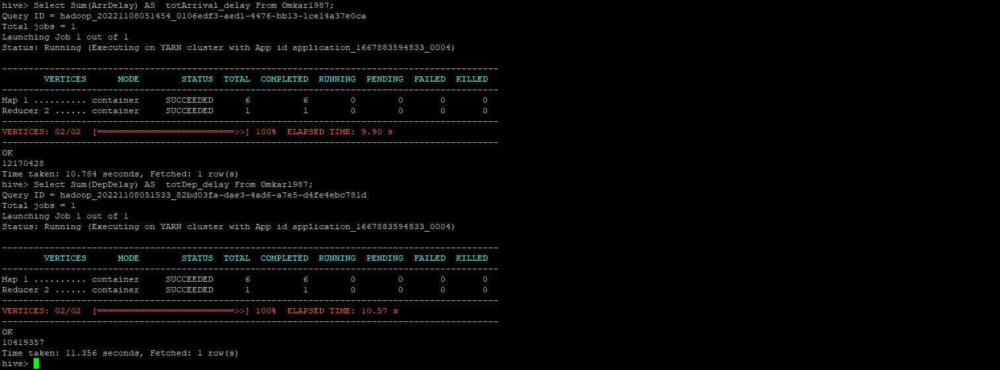 hive> Select Sum(ArrDelay) AS  totArrival_delay From Omkar1987;
Query ID = hadoop_20221108051454_0106edf3-aed1-4476-bb13-1ce14a37e0ca
Total jobs = 1
Launching Job 1 out of 1
Status: Running (Executing on YARN cluster with App id application_1667883594833_0004)
----------------------------------------------------------------------------------------------
        VERTICES      MODE        STATUS  TOTAL  COMPLETED  RUNNING  PENDING  FAILED  KILLED
----------------------------------------------------------------------------------------------
Map 1 .......... container     SUCCEEDED      6          6        0        0       0       0
Reducer 2 ...... container     SUCCEEDED      1          1        0        0       0       0
----------------------------------------------------------------------------------------------
VERTICES: 02/02  [==========================>>] 100%  ELAPSED TIME: 9.90 s
----------------------------------------------------------------------------------------------
OK
12170428
Time taken: 10.784 seconds, Fetched: 1 row(s)
hive> Select Sum(DepDelay) AS  totDep_delay From Omkar1987;
Query ID = hadoop_20221108051533_82bd03fa-dae3-4ad6-a7e5-d4fe4ebc781d
Total jobs = 1
Launching Job 1 out of 1
Status: Running (Executing on YARN cluster with App id application_1667883594833_0004)
----------------------------------------------------------------------------------------------
        VERTICES      MODE        STATUS  TOTAL  COMPLETED  RUNNING  PENDING  FAILED  KILLED
----------------------------------------------------------------------------------------------
Map 1 .......... container     SUCCEEDED      6          6        0        0       0       0
Reducer 2 ...... container     SUCCEEDED      1          1        0        0       0       0
----------------------------------------------------------------------------------------------
VERTICES: 02/02  [==========================>>] 100%  ELAPSED TIME: 10.57 s
----------------------------------------------------------------------------------------------
OK
10419357
Time taken: 11.356 seconds, Fetched: 1 row(s)
hive>